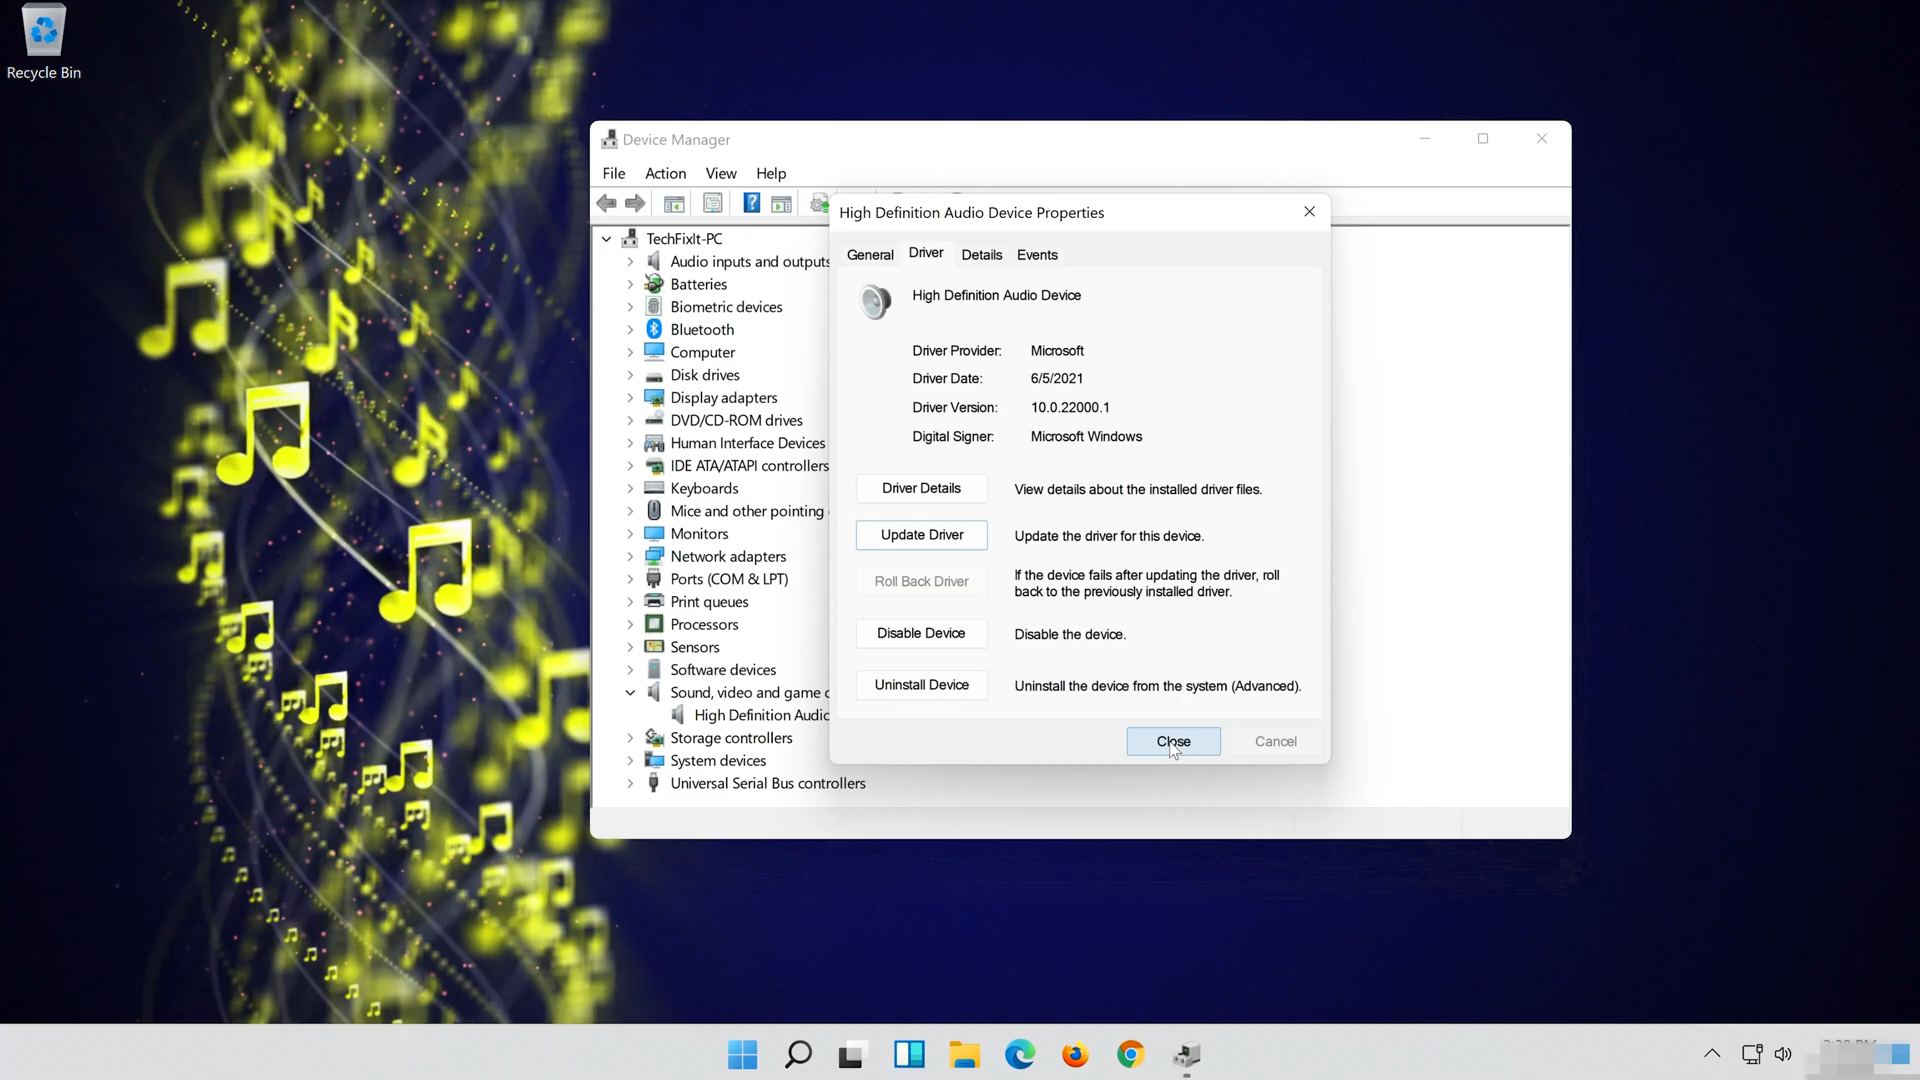 Recycle Bin
Device Manager
File Action View Help
High Definition Audio Device Properties
TechFixIt-PC
Audio inputs and outputs
Batteries
Biometric devices
Bluetooth
Computer
Disk drives
Display adapters
DVD/CD-ROM drives
Human Interface Devices
IDE ATA/ATAPI controllers
Keyboards
Mice and other pointing
Monitors
Network adapters
Ports (COM & LPT)
Print queues
Processors
Sensors
Software devices
Sound, video and game
High Definition Audio
Storage controllers
System devices
Universal Serial Bus controllers
General Driver Details Events
High Definition Audio Device
Driver Provider: Microsoft
Driver Date: 6/5/2021
Driver Version: 10.0.22000.1
Digital Signer: Microsoft Windows
Driver Details View details about the installed driver files.
Update Driver Update the driver for this device.
Roll Back Driver If the device fails after updating the driver, roll
back to the previously installed driver.
Disable Device Disable the device.
Uninstall Device Uninstall the device from the system (Advanced).
Close Cancel